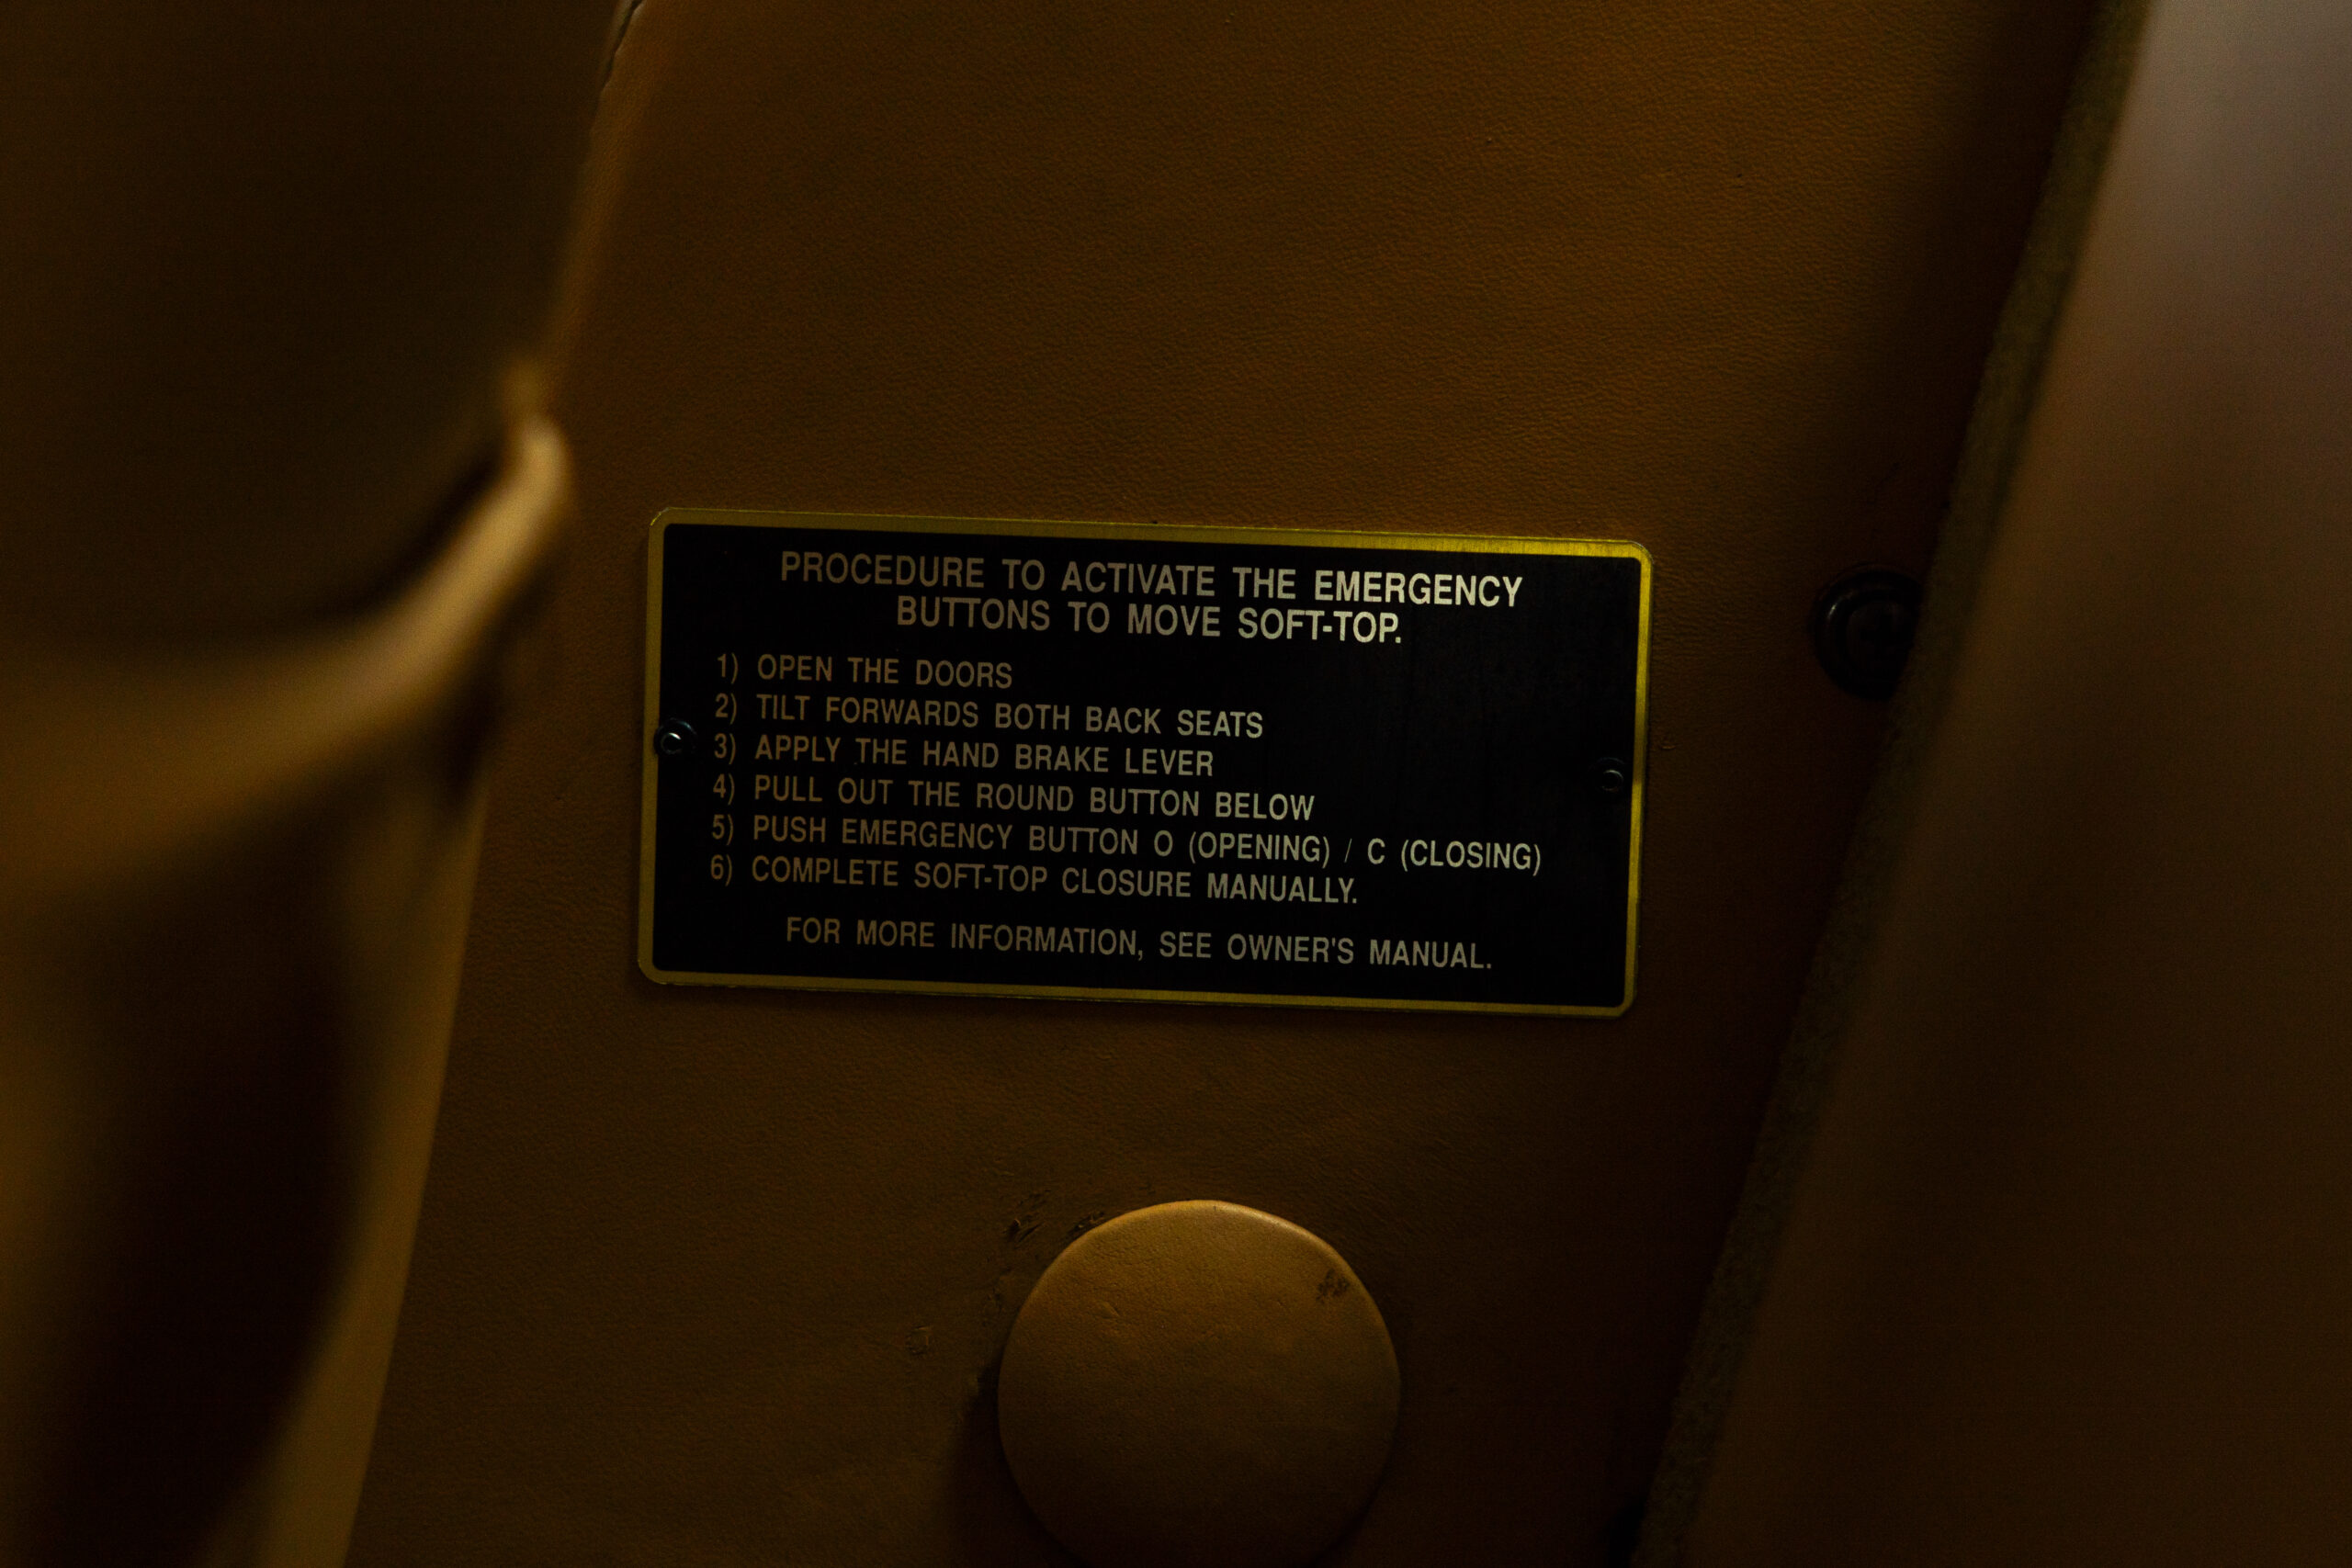 PROCEDURE TO ACTIVATE THE EMERGENCY
BUTTONS TO MOVE SOFT-TOP.
1) OPEN THE DOORS
2) TILT FORWARDS BOTH BACK SEATS
3) APPLY THE HAND BRAKE LEVER
4) PULL OUT THE ROUND BUTTON BELOW
5) PUSH EMERGENCY BUTTON O (OPENING) / C (CLOSING)
6) COMPLETE SOFT-TOP CLOSURE MANUALLY.
FOR MORE INFORMATION, SEE OWNER'S MANUAL.